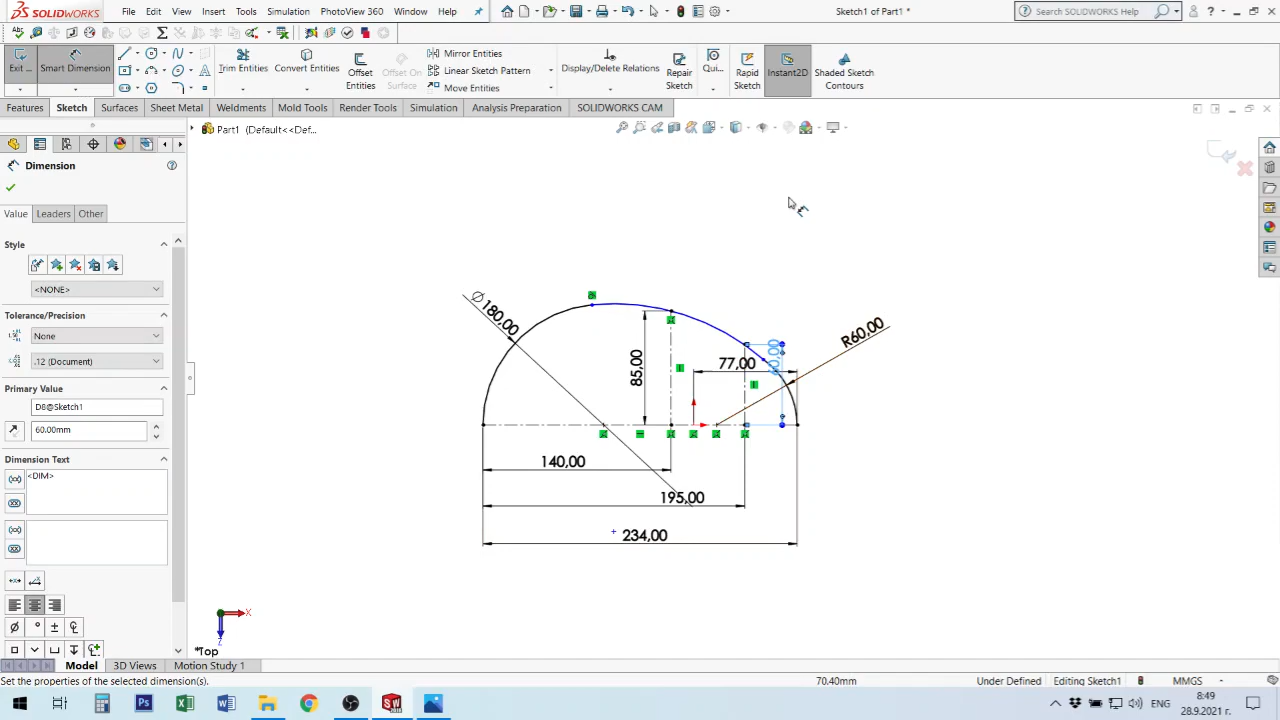 SOLIDWORKS File Edit View Insert Tools Simulation PhotoView 360 Window Help Sketch1 of Part1 * Search SOLIDWORKS Help
Exit ... Smart Dimension Trim Entities Convert Entities Offset Entities Offset On Surface Mirror Entities Linear Sketch Pattern Move Entities Display/Delete Relations Repair Sketch Qui... Rapid Sketch Instant2D Shaded Sketch Contours
Features Sketch Surfaces Sheet Metal Weldments Mold Tools Render Tools Simulation Analysis Preparation SOLIDWORKS CAM
Part1 (Default<<Def...
Dimension
Value Leaders Other
Style
<NONE>
Tolerance/Precision
None
.12 (Document)
Primary Value
D8@Sketch1
60.00mm
Dimension Text
<DIM>
∅180,00
R60,00
85,00
77,00
140,00
195,00
234,00
X
Z
*Top
Model 3D Views Motion Study 1
Set the properties of the selected dimension(s). 70.40mm Under Defined Editing Sketch1 MMGS
ЕНГ 8:49
28.9.2021 г.